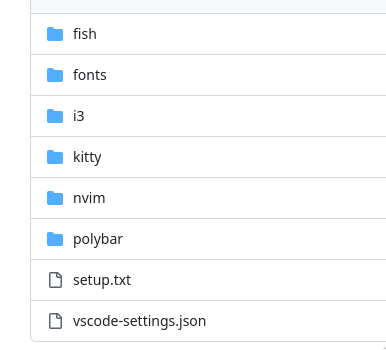 fish
fonts
i3
kitty
nvim
polybar
setup.txt
vscode-settings.json